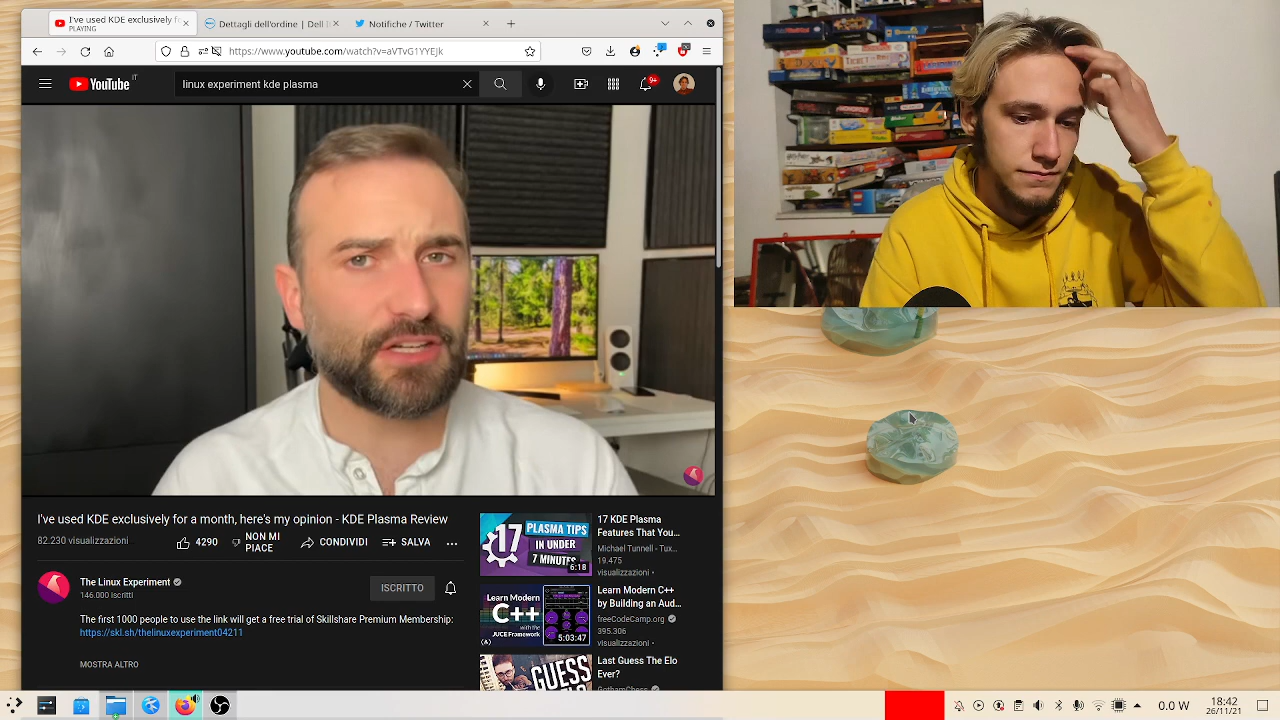 I've used KDE exclusively f
PLAYING
Dettagli dell'ordine | Dell I
Notifiche / Twitter
https://www.youtube.com/watch?v=aVTvG1YYEjk
YouTube
IT
linux experiment kde plasma
9+
I've used KDE exclusively for a month, here's my opinion - KDE Plasma Review
82.230 visualizzazioni
4290
NON MI PIACE
CONDIVIDI
SALVA
The Linux Experiment
146.000 iscritti
ISCRITTO
The first 1000 people to use the link will get a free trial of Skillshare Premium Membership:
https://skl.sh/thelinuxexperiment04211
MOSTRA ALTRO
17
PLASMA TIPS
IN UNDER
7 MINUTES
6:18
17 KDE Plasma
Features That You...
Michael Tunnell - Tux...
19.475
visualizzazioni •
Learn Modern
C++
with the
JUCE Framework
5:03:47
Learn Modern C++
by Building an Aud...
freeCodeCamp.org
395.306
visualizzazioni •
GUESS
Last Guess The Elo
Ever?
GothamChess
0.0 W
18:42
26/11/21